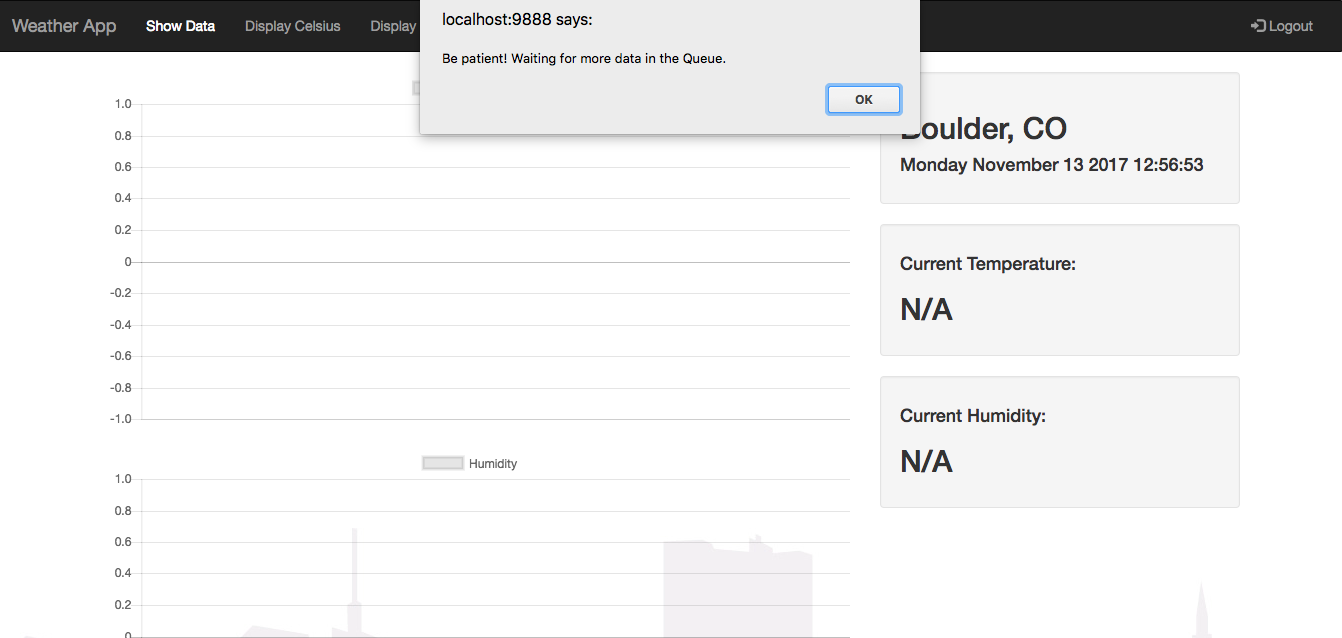 Weather App Show Data Display Celsius Display Logout
localhost:9888 says:
Be patient! Waiting for more data in the Queue.
OK
1.0
0.8
0.6
0.4
0.2
0
-0.2
-0.4
-0.6
-0.8
-1.0
Humidity
1.0
0.8
0.6
0.4
0.2
0
Boulder, CO
Monday November 13 2017 12:56:53
Current Temperature:
N/A
Current Humidity:
N/A